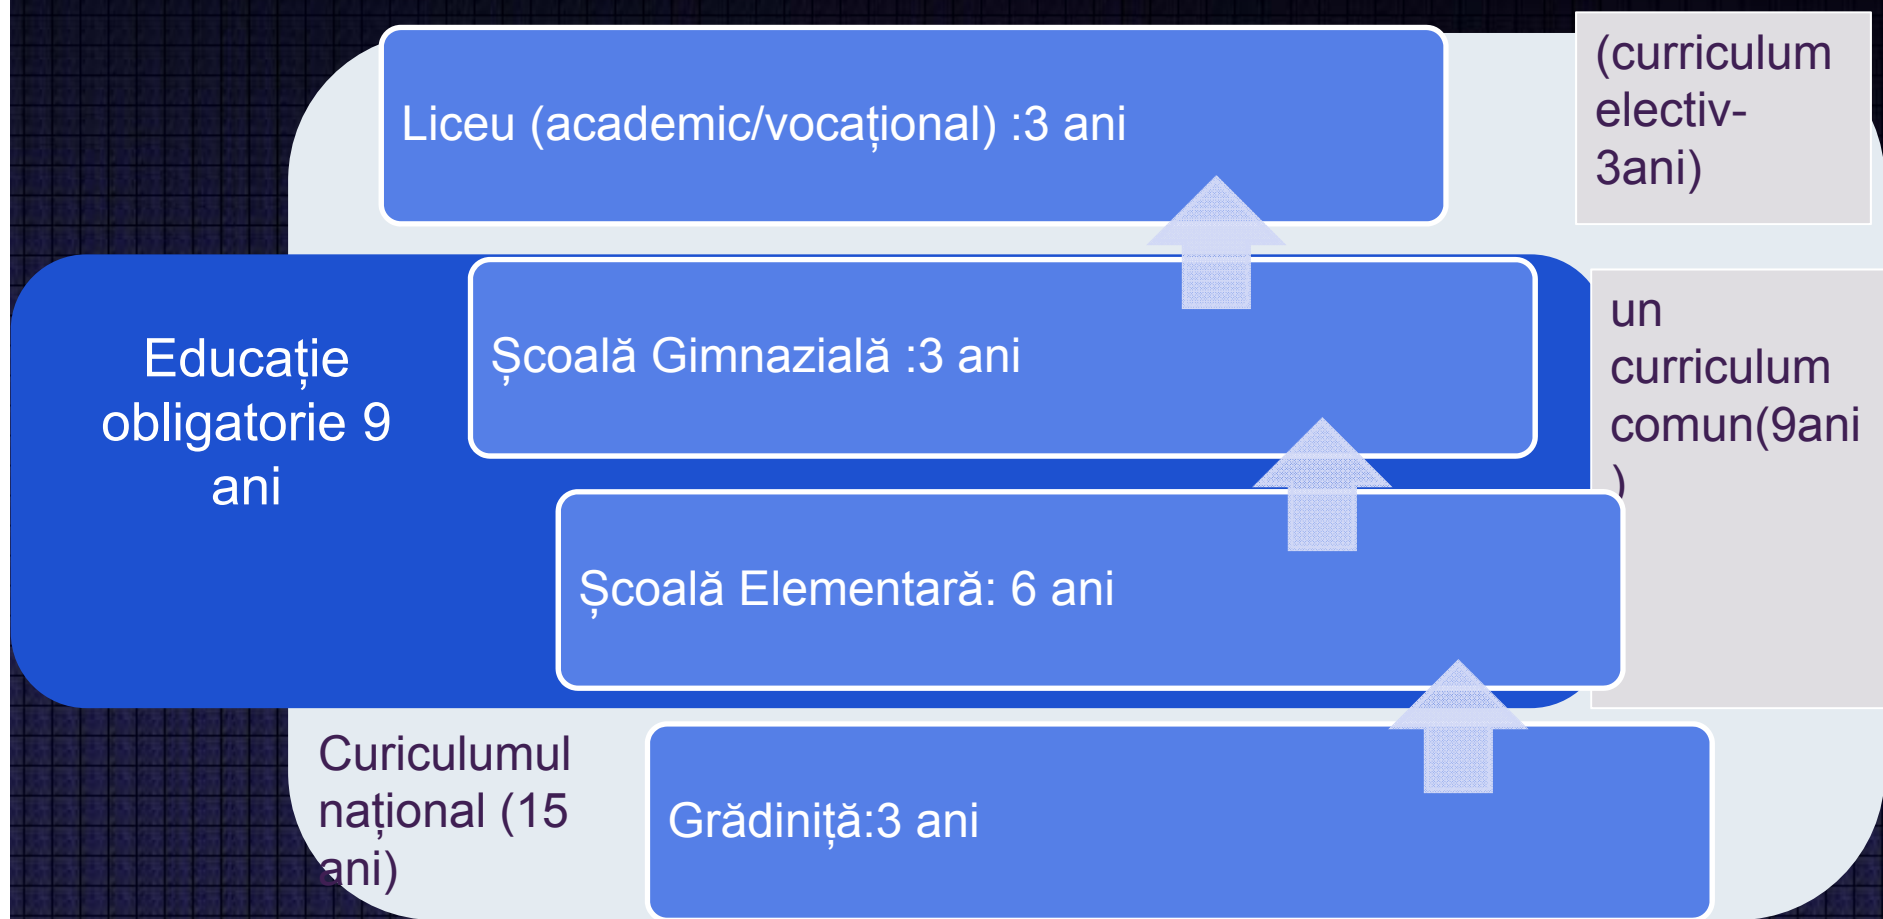 Liceu (academic/vocațional) :3 ani
(curriculum
electiv-
3ani)
Educație
obligatorie 9
ani
Școală Gimnazială :3 ani
un
curriculum
comun(9ani
)
Școală Elementară: 6 ani
Curiculumul
național (15
ani)
Grădiniță:3 ani